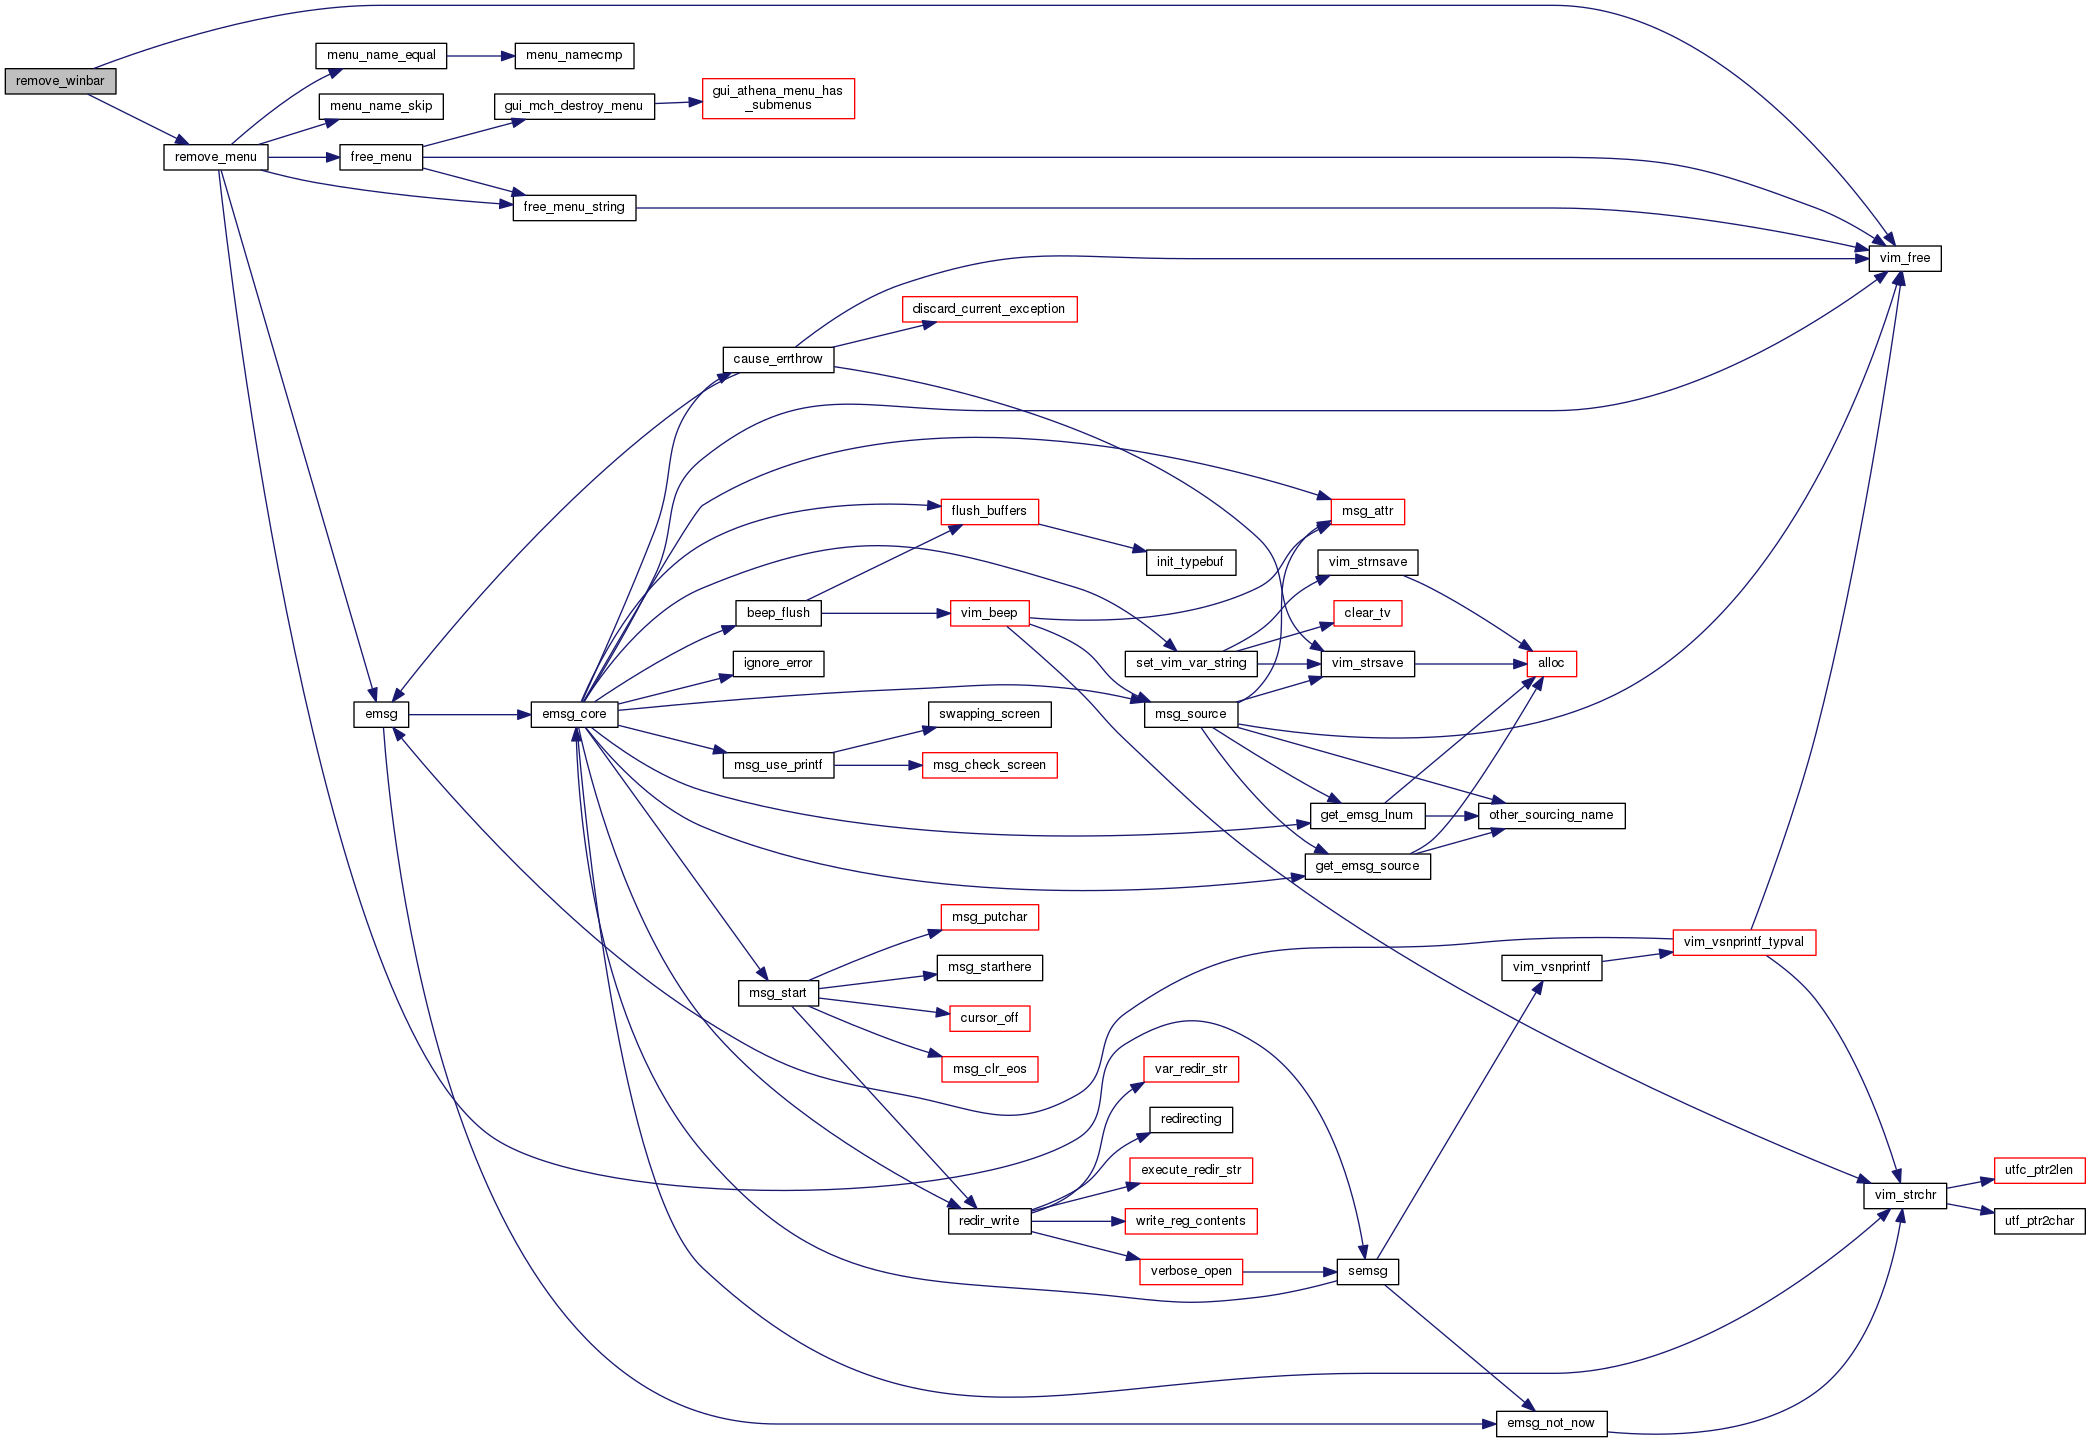 remove_winbar
menu_name_equal
menu_namecmp
menu_name_skip
gui_mch_destroy_menu
gui_athena_menu_has
_submenus
remove_menu
free_menu
free_menu_string
vim_free
discard_current_exception
cause_errthrow
flush_buffers
msg_attr
init_typebuf
vim_strnsave
beep_flush
vim_beep
clear_tv
ignore_error
set_vim_var_string
vim_strsave
alloc
emsg
emsg_core
swapping_screen
msg_source
msg_use_printf
msg_check_screen
get_emsg_lnum
other_sourcing_name
get_emsg_source
msg_putchar
vim_vsnprintf_typval
msg_starthere
vim_vsnprintf
msg_start
cursor_off
msg_clr_eos
var_redir_str
redirecting
execute_redir_str
utfc_ptr2len
vim_strchr
redir_write
write_reg_contents
utf_ptr2char
verbose_open
semsg
emsg_not_now